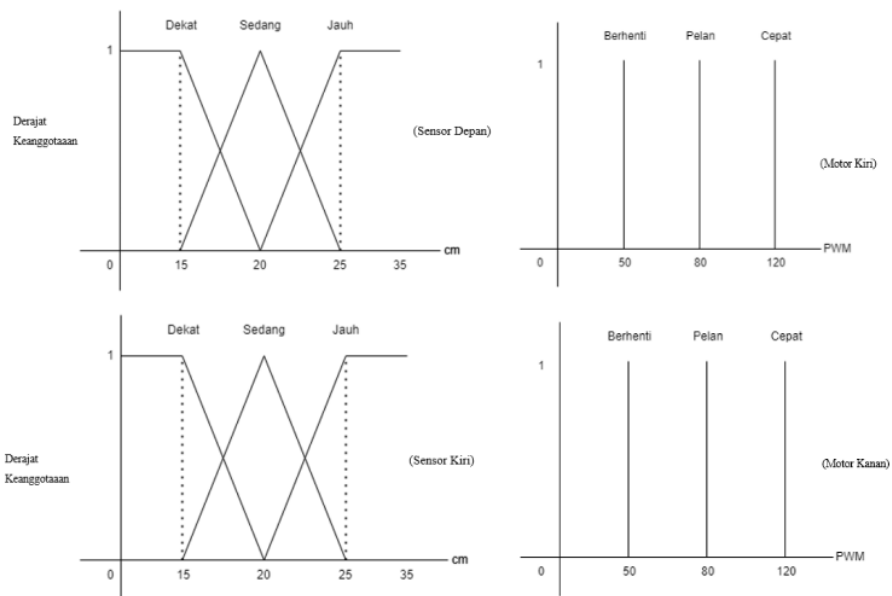 Dekat Sedang Jauh
1
Derajat
Keanggotaaan
(Sensor Depan)
cm
0 15 20 25 35
Berhenti Pelan Cepat
1
(Motor Kiri)
PWM
0 50 80 120
Dekat Sedang Jauh
1
Derajat
Keanggotaaan
(Sensor Kiri)
cm
0 15 20 25 35
Berhenti Pelan Cepat
1
(Motor Kanan)
PWM
0 50 80 120